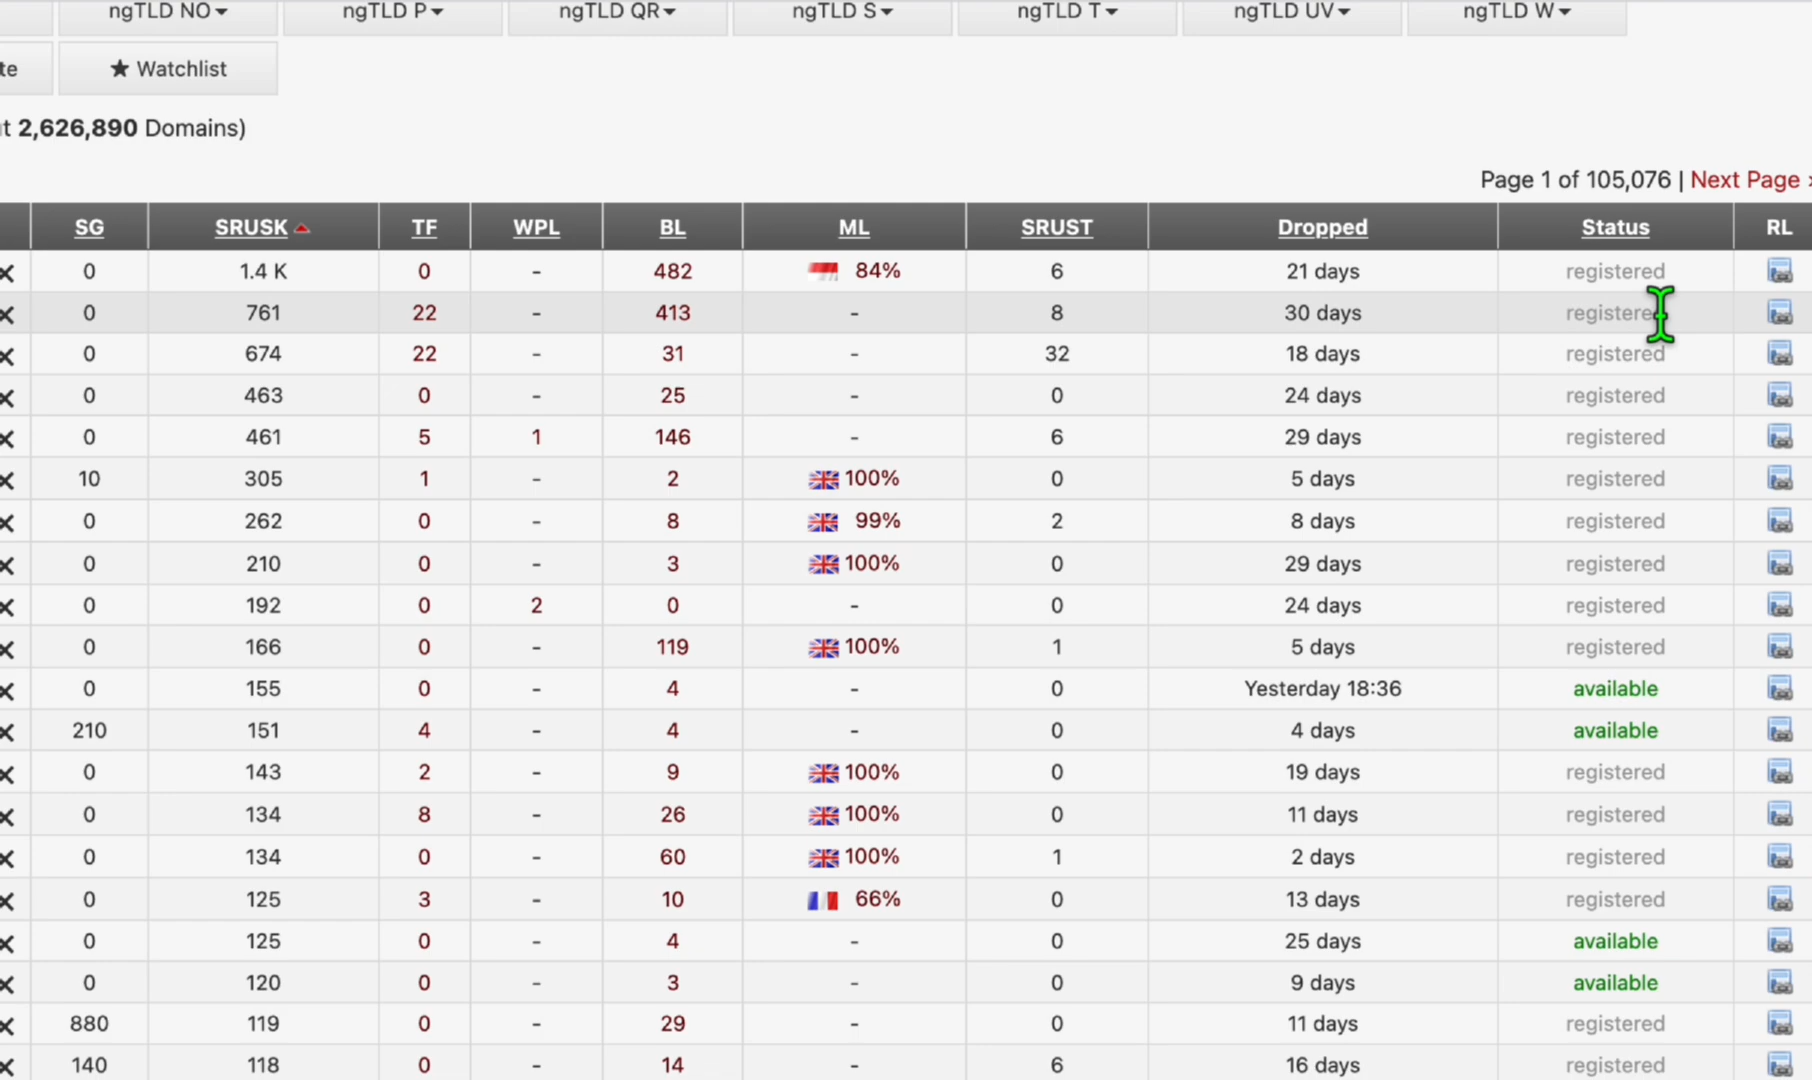 ngTLD NO ngTLD P ngTLD QR ngTLD S ngTLD T ngTLD UV ngTLD W
te ★ Watchlist
t 2,626,890 Domains)
Page 1 of 105,076 | Next Page ›
SG SRUSK TF WPL BL ML SRUST Dropped Status RL
0 1.4 K 0 - 482 84% 6 21 days registered
0 761 22 - 413 - 8 30 days registered
0 674 22 - 31 - 32 18 days registered
0 463 0 - 25 - 0 24 days registered
0 461 5 1 146 - 6 29 days registered
10 305 1 - 2 100% 0 5 days registered
0 262 0 - 8 99% 2 8 days registered
0 210 0 - 3 100% 0 29 days registered
0 192 0 2 0 - 0 24 days registered
0 166 0 - 119 100% 1 5 days registered
0 155 0 - 4 - 0 Yesterday 18:36 available
210 151 4 - 4 - 0 4 days available
0 143 2 - 9 100% 0 19 days registered
0 134 8 - 26 100% 0 11 days registered
0 134 0 - 60 100% 1 2 days registered
0 125 3 - 10 66% 0 13 days registered
0 125 0 - 4 - 0 25 days available
0 120 0 - 3 - 0 9 days available
880 119 0 - 29 - 0 11 days registered
140 118 0 - 14 - 6 16 days registered